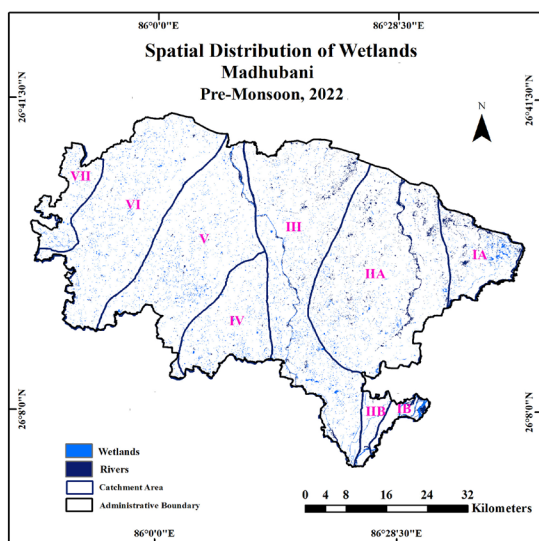 86°0'0"E 86°28'30"E
Spatial Distribution of Wetlands
Madhubani
Pre-Monsoon, 2022
26°41'30"N 26°41'30"N
N
VII
VI
V
III
IIA
IA
IV
IIB IB
26°8'0"N 26°8'0"N
Wetlands
Rivers
Catchment Area
Administrative Boundary
0 4 8 16 24 32
Kilometers
86°0'0"E 86°28'30"E